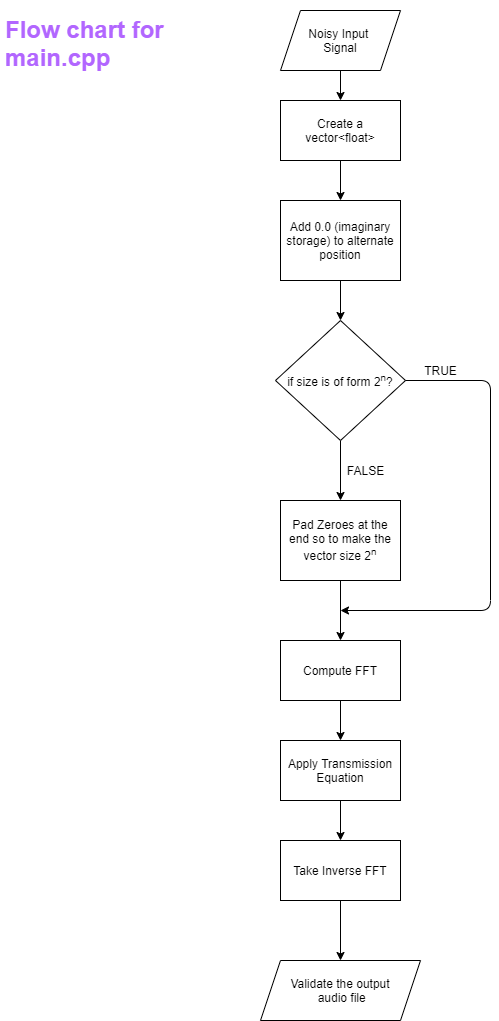 Flow chart for
main.cpp
Noisy Input
Signal
Create a
vector<float>
Add 0.0 (imaginary
storage) to alternate
position
if size is of form 2ⁿ?
TRUE
FALSE
Pad Zeroes at the
end so to make the
vector size 2ⁿ
Compute FFT
Apply Transmission
Equation
Take Inverse FFT
Validate the output
audio file